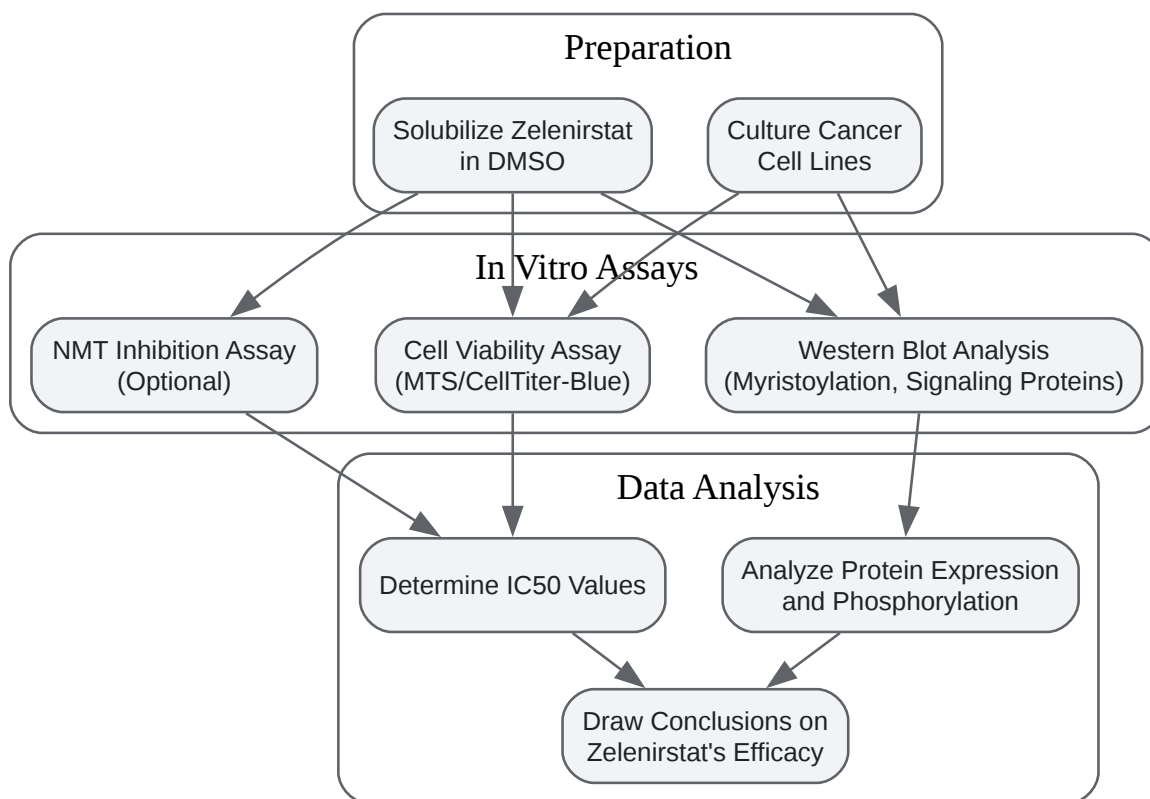 Preparation
Solubilize Zelenirstat
in DMSO
Culture Cancer
Cell Lines
In Vitro Assays
NMT Inhibition Assay
(Optional)
Cell Viability Assay
(MTS/CellTiter-Blue)
Western Blot Analysis
(Myristoylation, Signaling Proteins)
Data Analysis
Determine IC50 Values
Analyze Protein Expression
and Phosphorylation
Draw Conclusions on
Zelenirstat's Efficacy